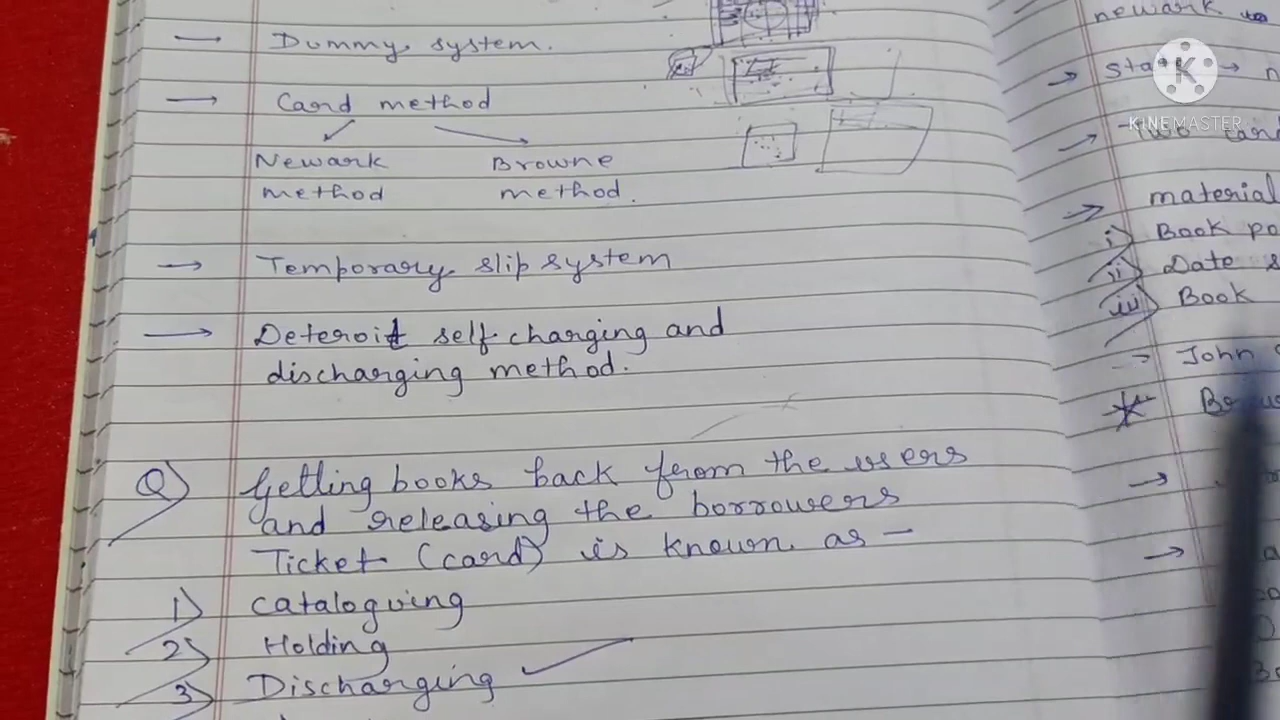 → Dummy system.
→ Card method
Newark Browne
method method.
→ Temporary slip system
→ Deteroit self charging and
discharging method.
Q) Getting books back from the users
and releasing the borrowers
Ticket (card) is known as —
1) cataloguing
2) Holding
3) Discharging ✓
newark
→
KINEMASTER
→
⇒ material
i) Book
ii) Date
iii) Book
→ John
*
→
→